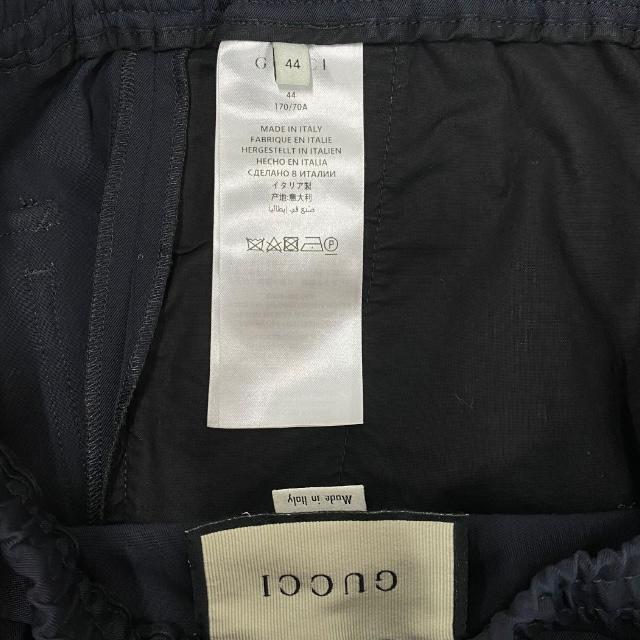 GUCCI
44
44
170/70A
MADE IN ITALY
FABRIQUE EN ITALIE
HERGESTELLT IN ITALIEN
HECHO EN ITALIA
СДЕЛАНО В ИТАЛИИ
イタリア製
产地:意大利
صنع في إيطاليا
P
Made in Italy
GUCCI